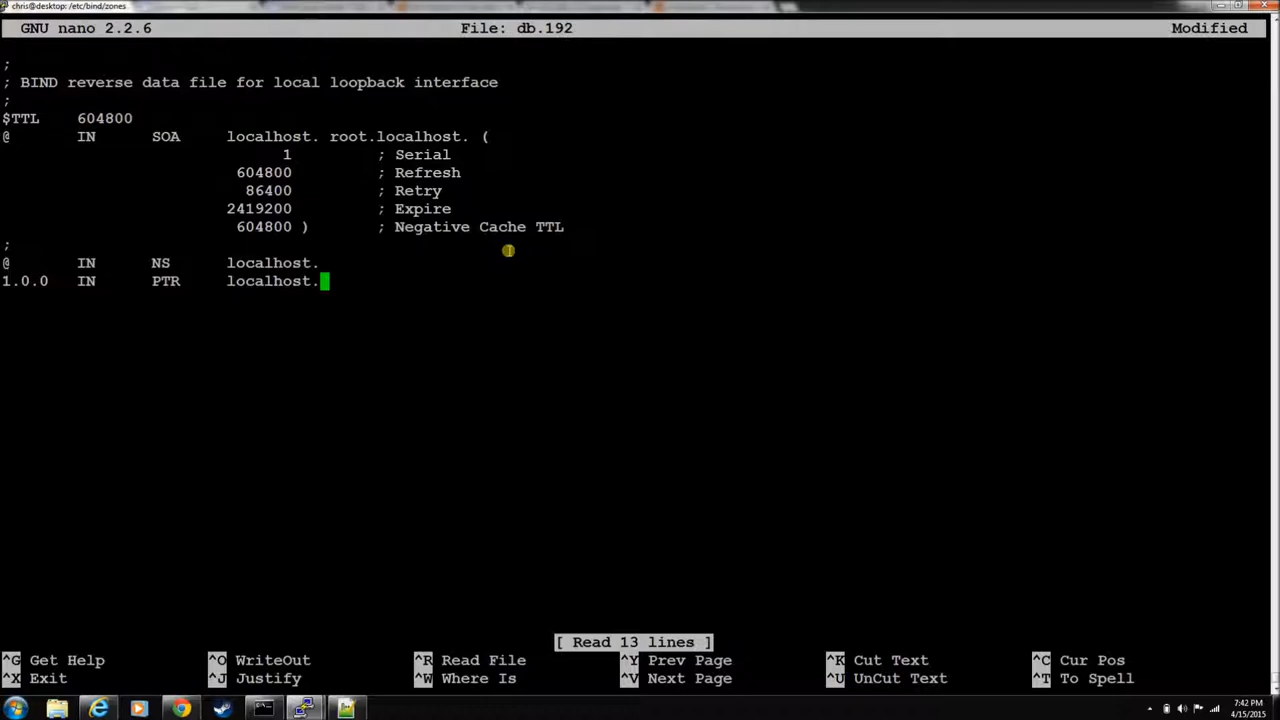 chris@desktop: /etc/bind/zones
GNU nano 2.2.6 File: db.192 Modified
;
; BIND reverse data file for local loopback interface
;
$TTL 604800
@ IN SOA localhost. root.localhost. (
1 ; Serial
604800 ; Refresh
86400 ; Retry
2419200 ; Expire
604800 ) ; Negative Cache TTL
;
@ IN NS localhost.
1.0.0 IN PTR localhost.
[ Read 13 lines ]
^G Get Help ^O WriteOut ^R Read File ^Y Prev Page ^K Cut Text ^C Cur Pos
^X Exit ^J Justify ^W Where Is ^V Next Page ^U UnCut Text ^T To Spell
7:42 PM
4/15/2015